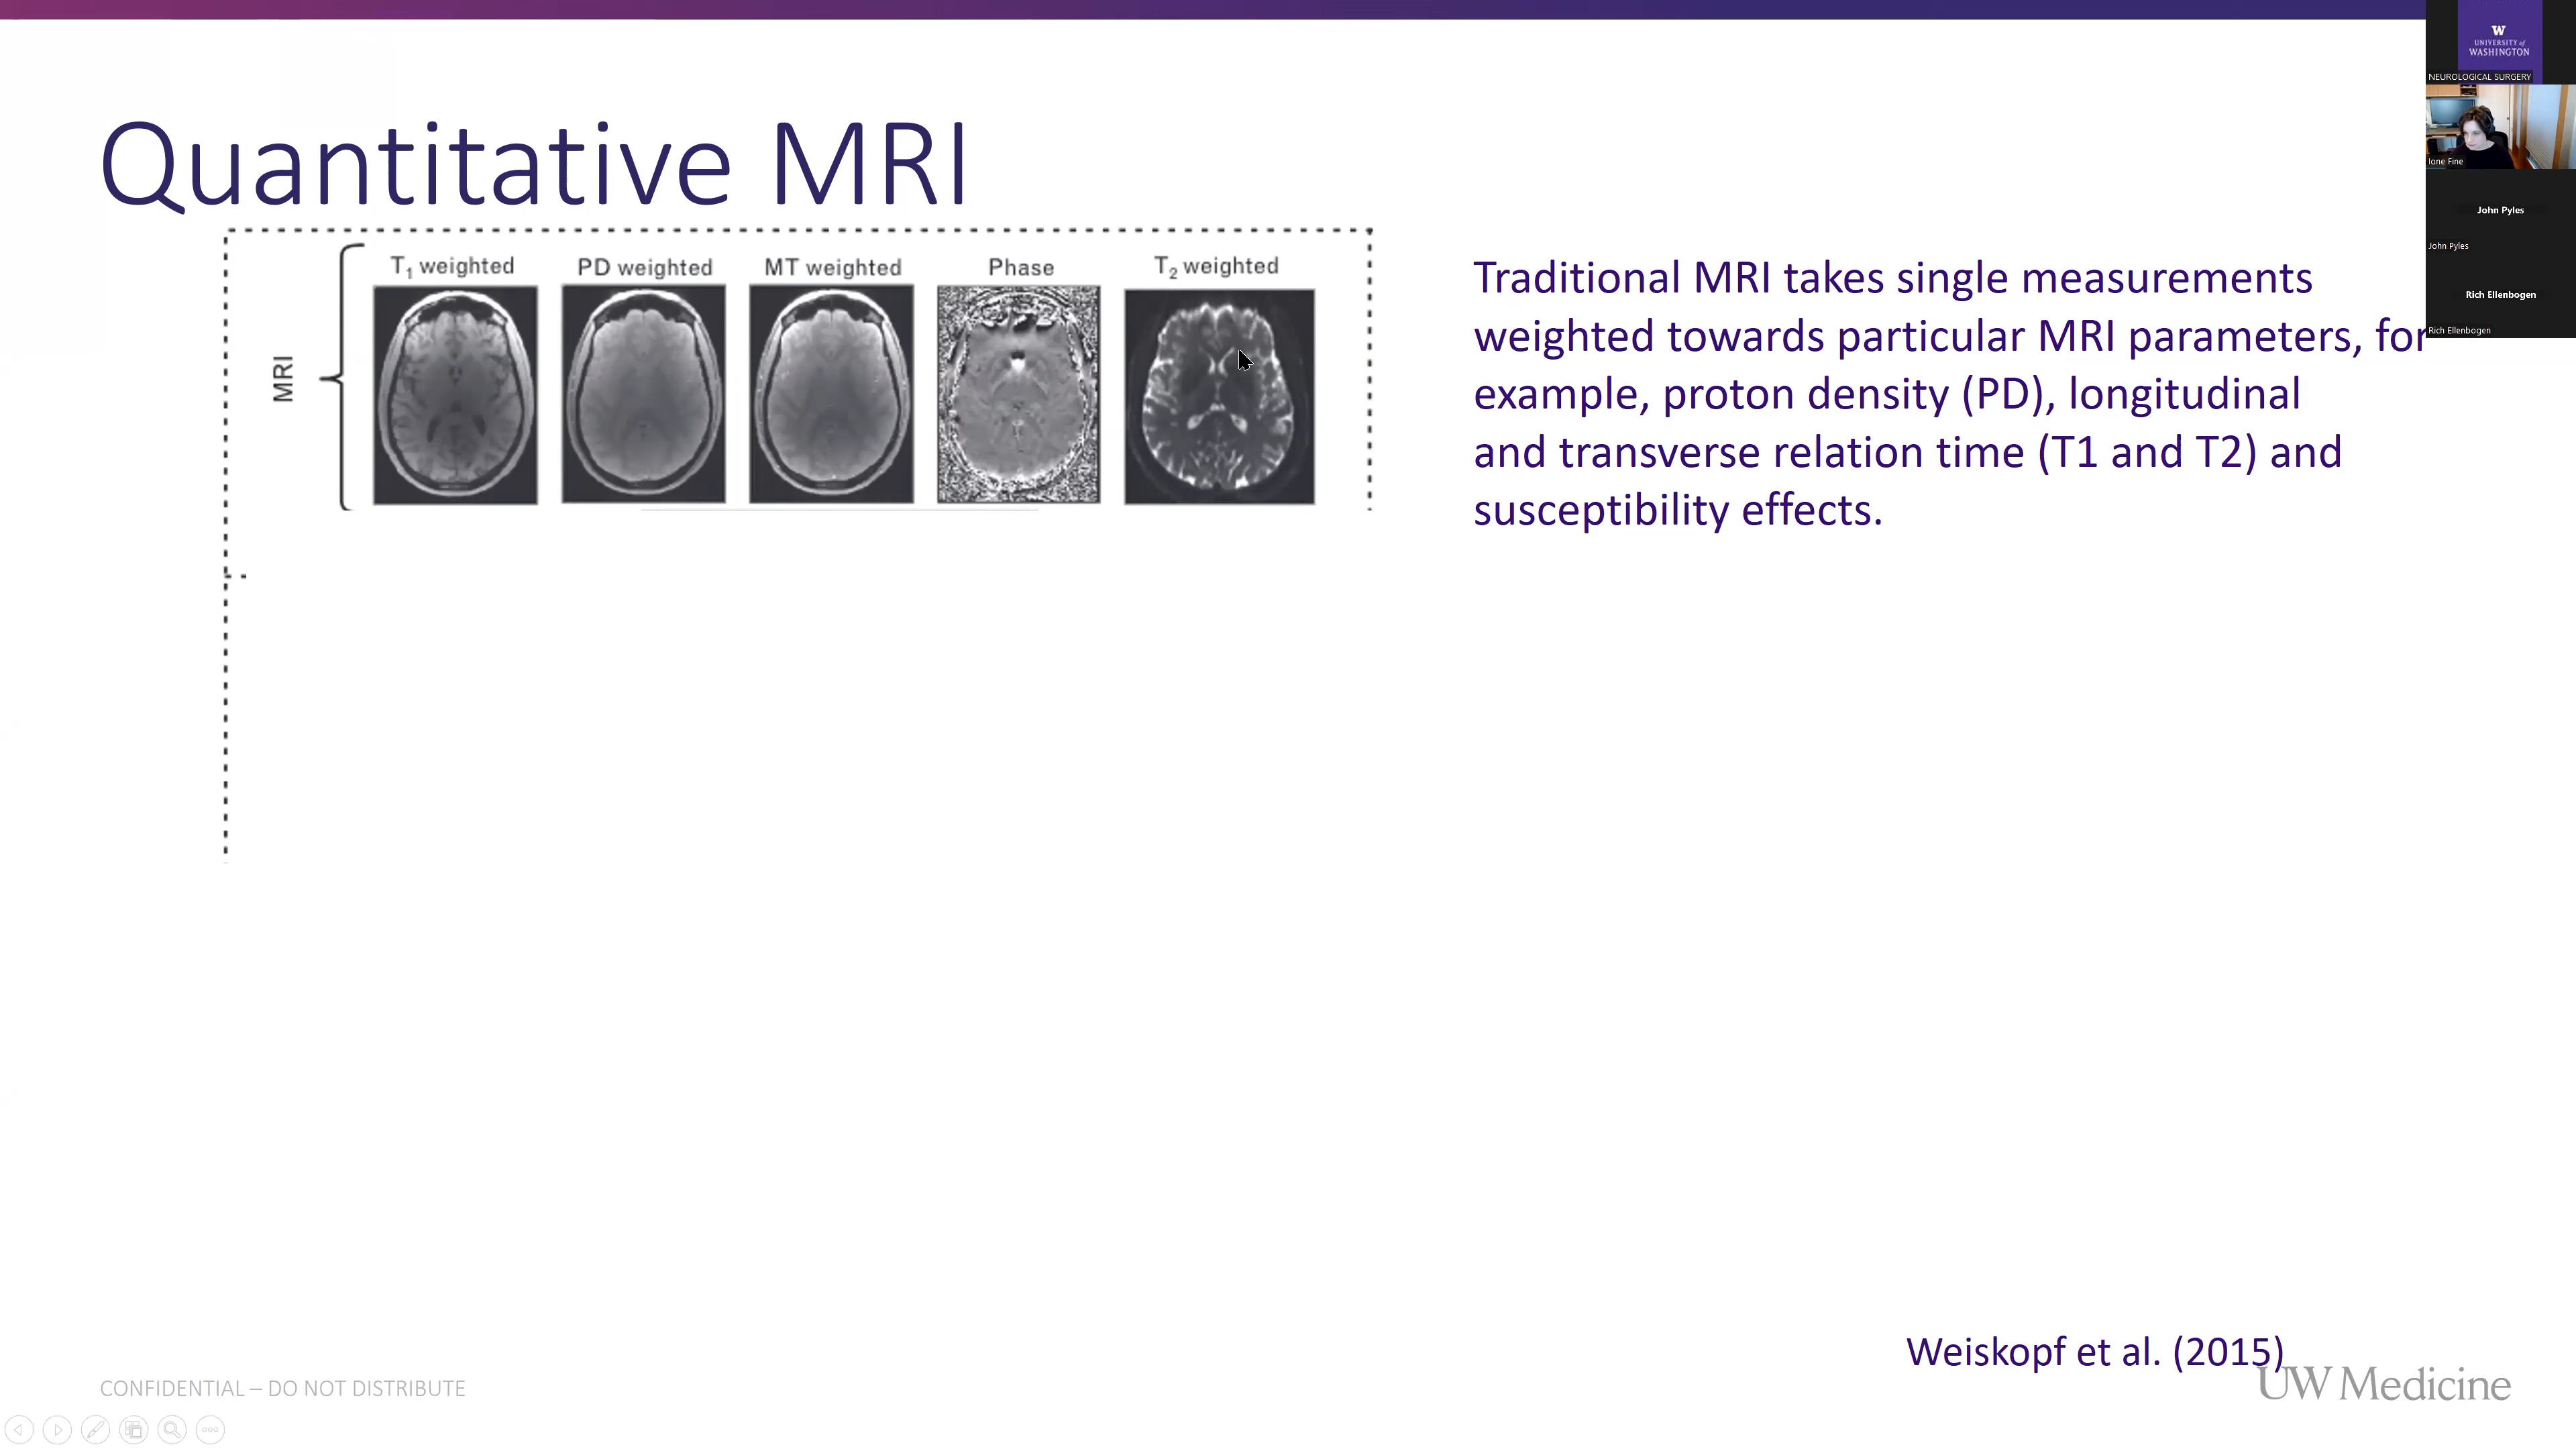 Quantitative MRI
MRI
T1 weighted
PD weighted
MT weighted
Phase
T2 weighted
Traditional MRI takes single measurements
weighted towards particular MRI parameters, for
example, proton density (PD), longitudinal
and transverse relation time (T1 and T2) and
susceptibility effects.
W
UNIVERSITY of
WASHINGTON
NEUROLOGICAL SURGERY
Ione Fine
John Pyles
John Pyles
Rich Ellenbogen
Rich Ellenbogen
Weiskopf et al. (2015)
CONFIDENTIAL – DO NOT DISTRIBUTE
UW Medicine